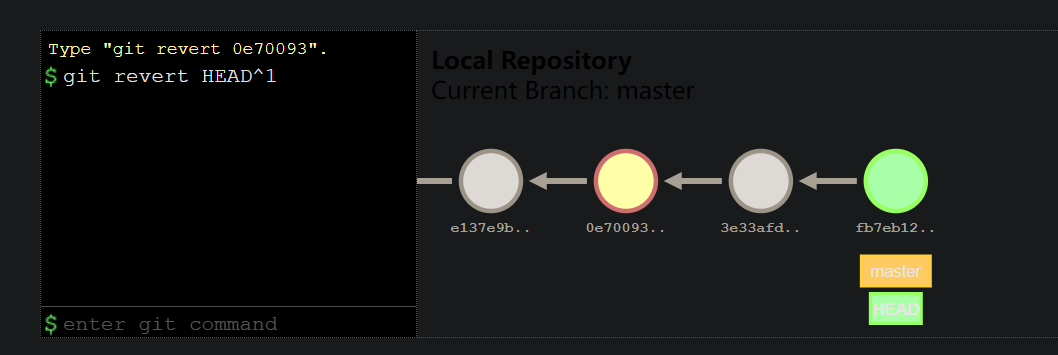 Type "git revert 0e70093".
$ git revert HEAD^1
$ enter git command
Local Repository
Current Branch: master
e137e9b.. 0e70093.. 3e33afd.. fb7eb12..
master
HEAD